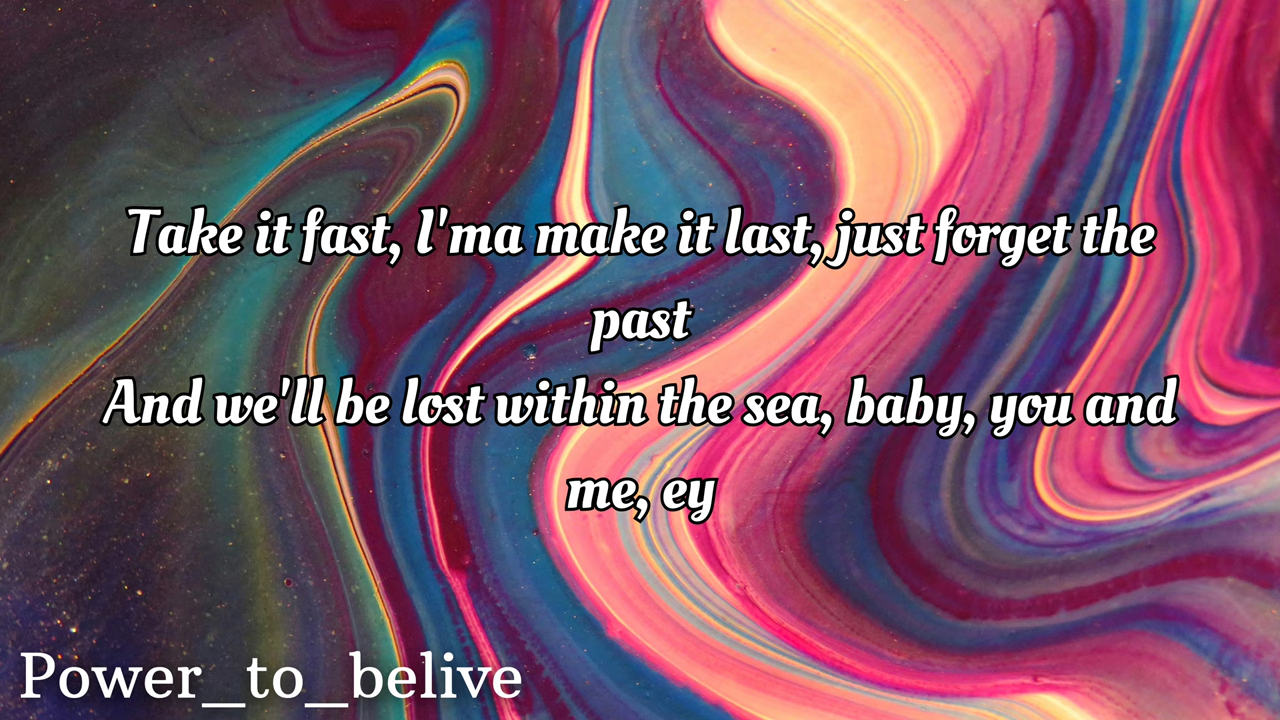 Take it fast, I'ma make it last, just forget the
past
And we'll be lost within the sea, baby, you and
me, ey
Power_to_belive